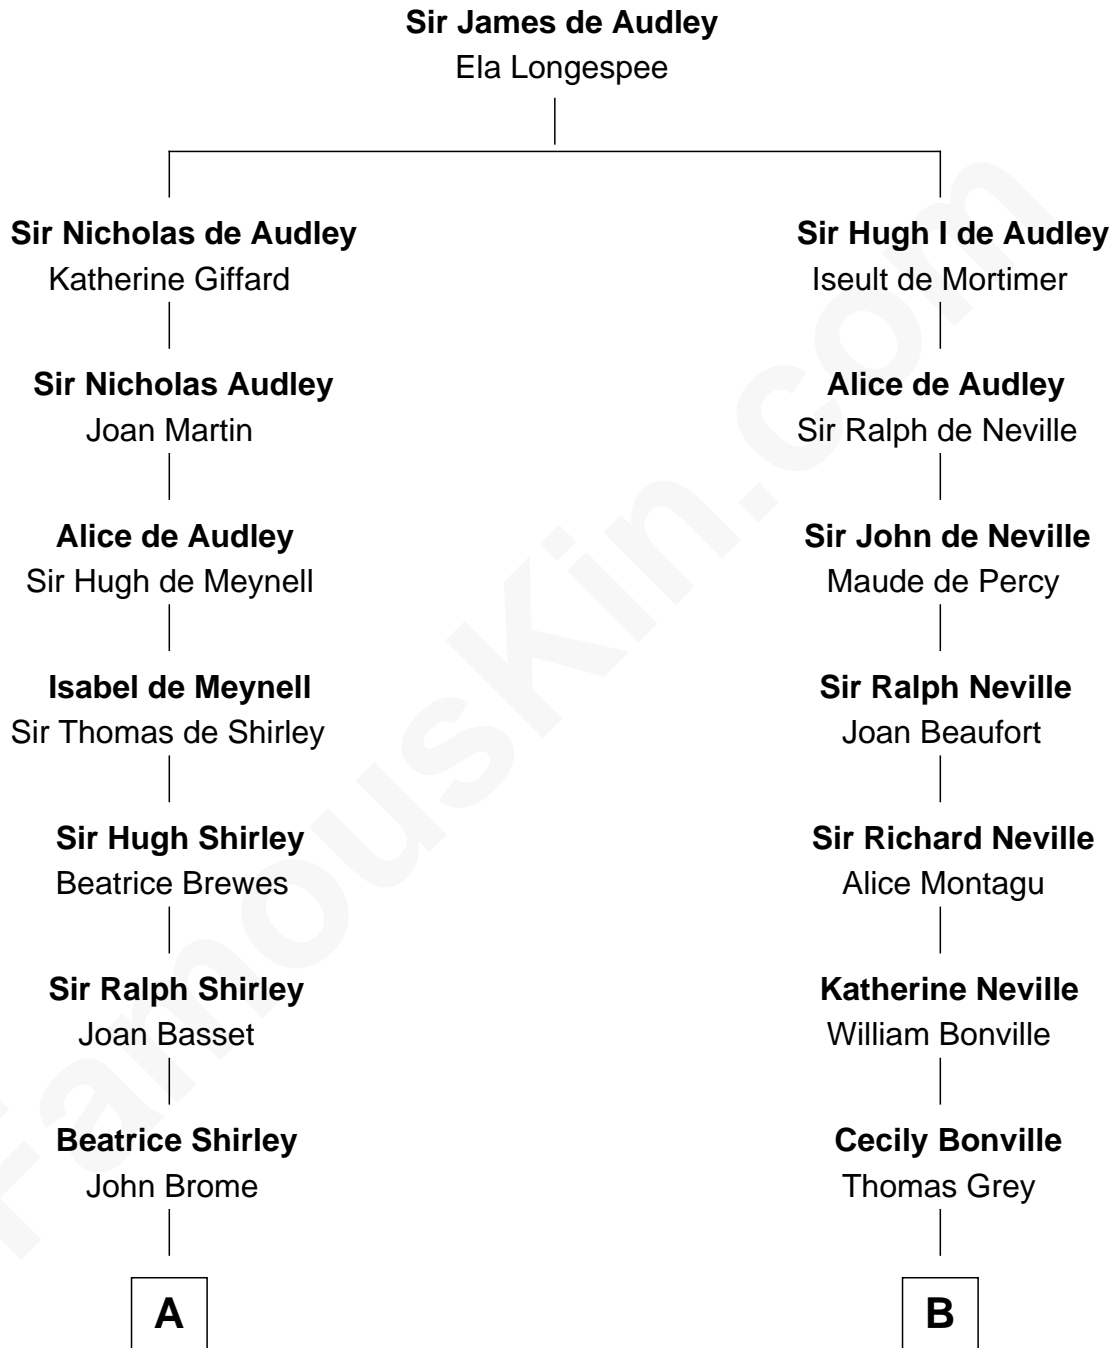 Sir James de Audley
Ela Longespee
Sir Nicholas de Audley
Katherine Giffard
Sir Hugh I de Audley
Iseult de Mortimer
Sir Nicholas Audley
Joan Martin
Alice de Audley
Sir Ralph de Neville
Alice de Audley
Sir Hugh de Meynell
Sir John de Neville
Maude de Percy
Isabel de Meynell
Sir Thomas de Shirley
Sir Ralph Neville
Joan Beaufort
Sir Hugh Shirley
Beatrice Brewes
Sir Richard Neville
Alice Montagu
Sir Ralph Shirley
Joan Basset
Katherine Neville
William Bonville
Beatrice Shirley
John Brome
Cecily Bonville
Thomas Grey
A
B
FamousKin.com